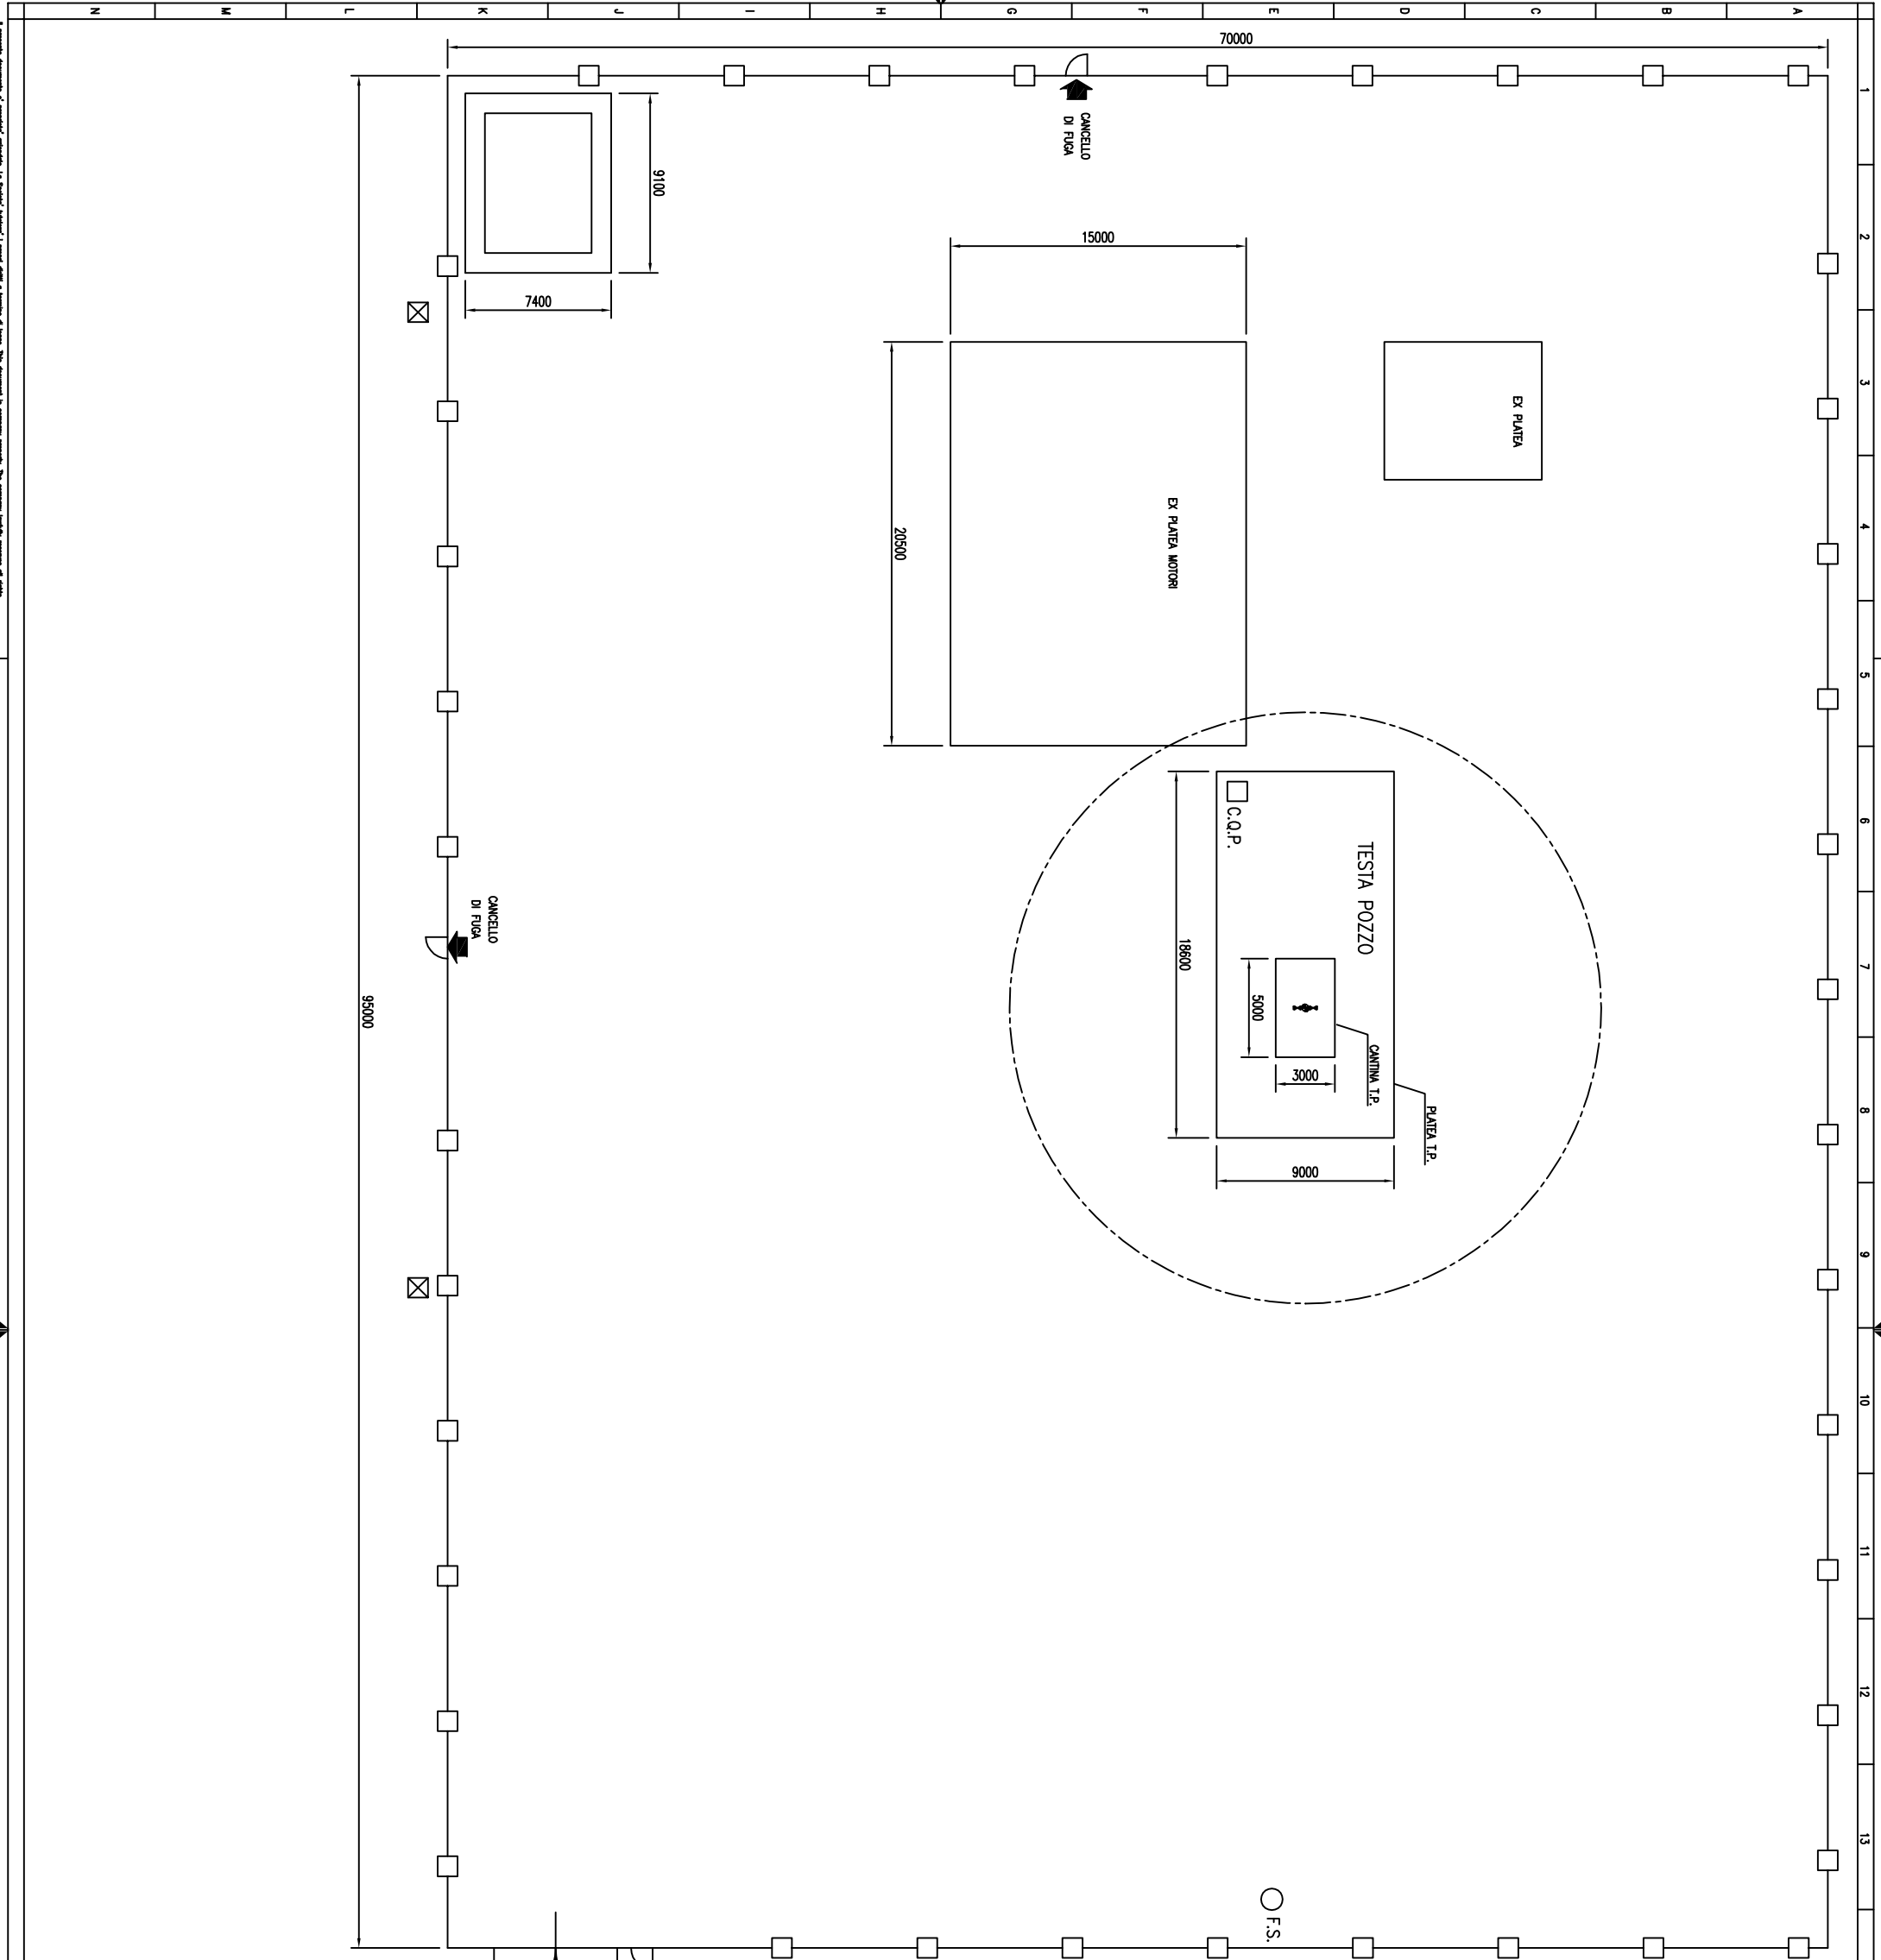 A
B
C
D
E
F
G
H
I
J
K
L
M
N
1
2
3
4
5
6
7
8
9
10
11
12
13
70000
CANCELLO
DI FUGA
9100
7400
15000
20500
EX PLATEA
EX PLATEA MOTORI
TESTA POZZO
C.Q.P.
18600
5000
3000
9000
CANTINA T.P.
PLATEA T.P.
CANCELLO
DI FUGA
95000
F.S.